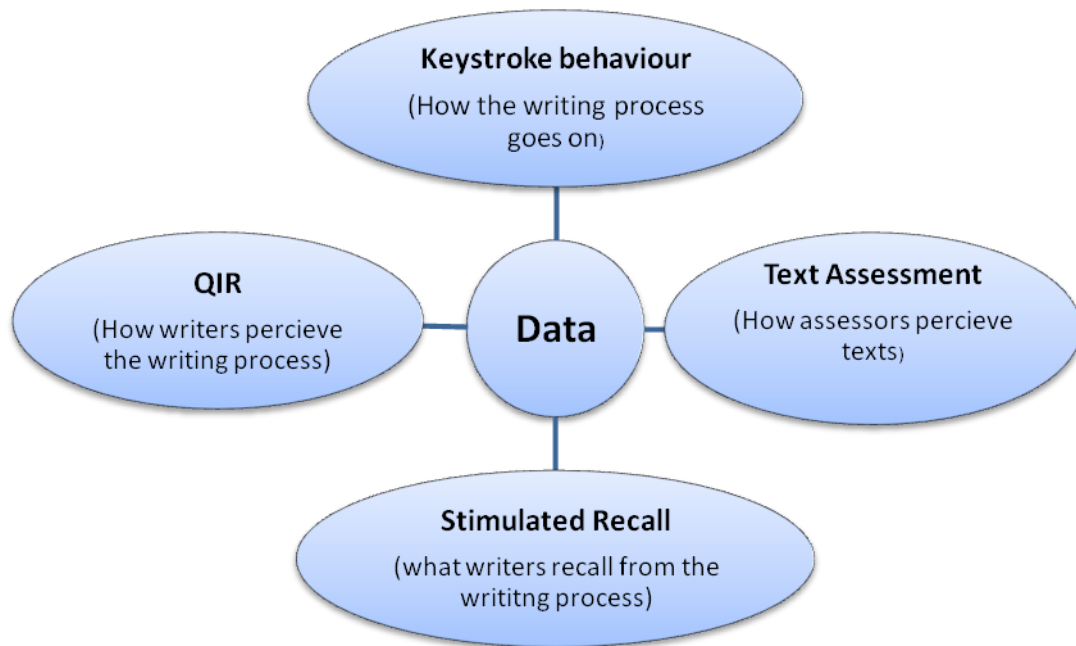 Keystroke behaviour
(How the writing process
goes on)
QIR
(How writers percieve
the writing process)
Data
Text Assessment
(How assessors percieve
texts)
Stimulated Recall
(what writers recall from the
writitng process)